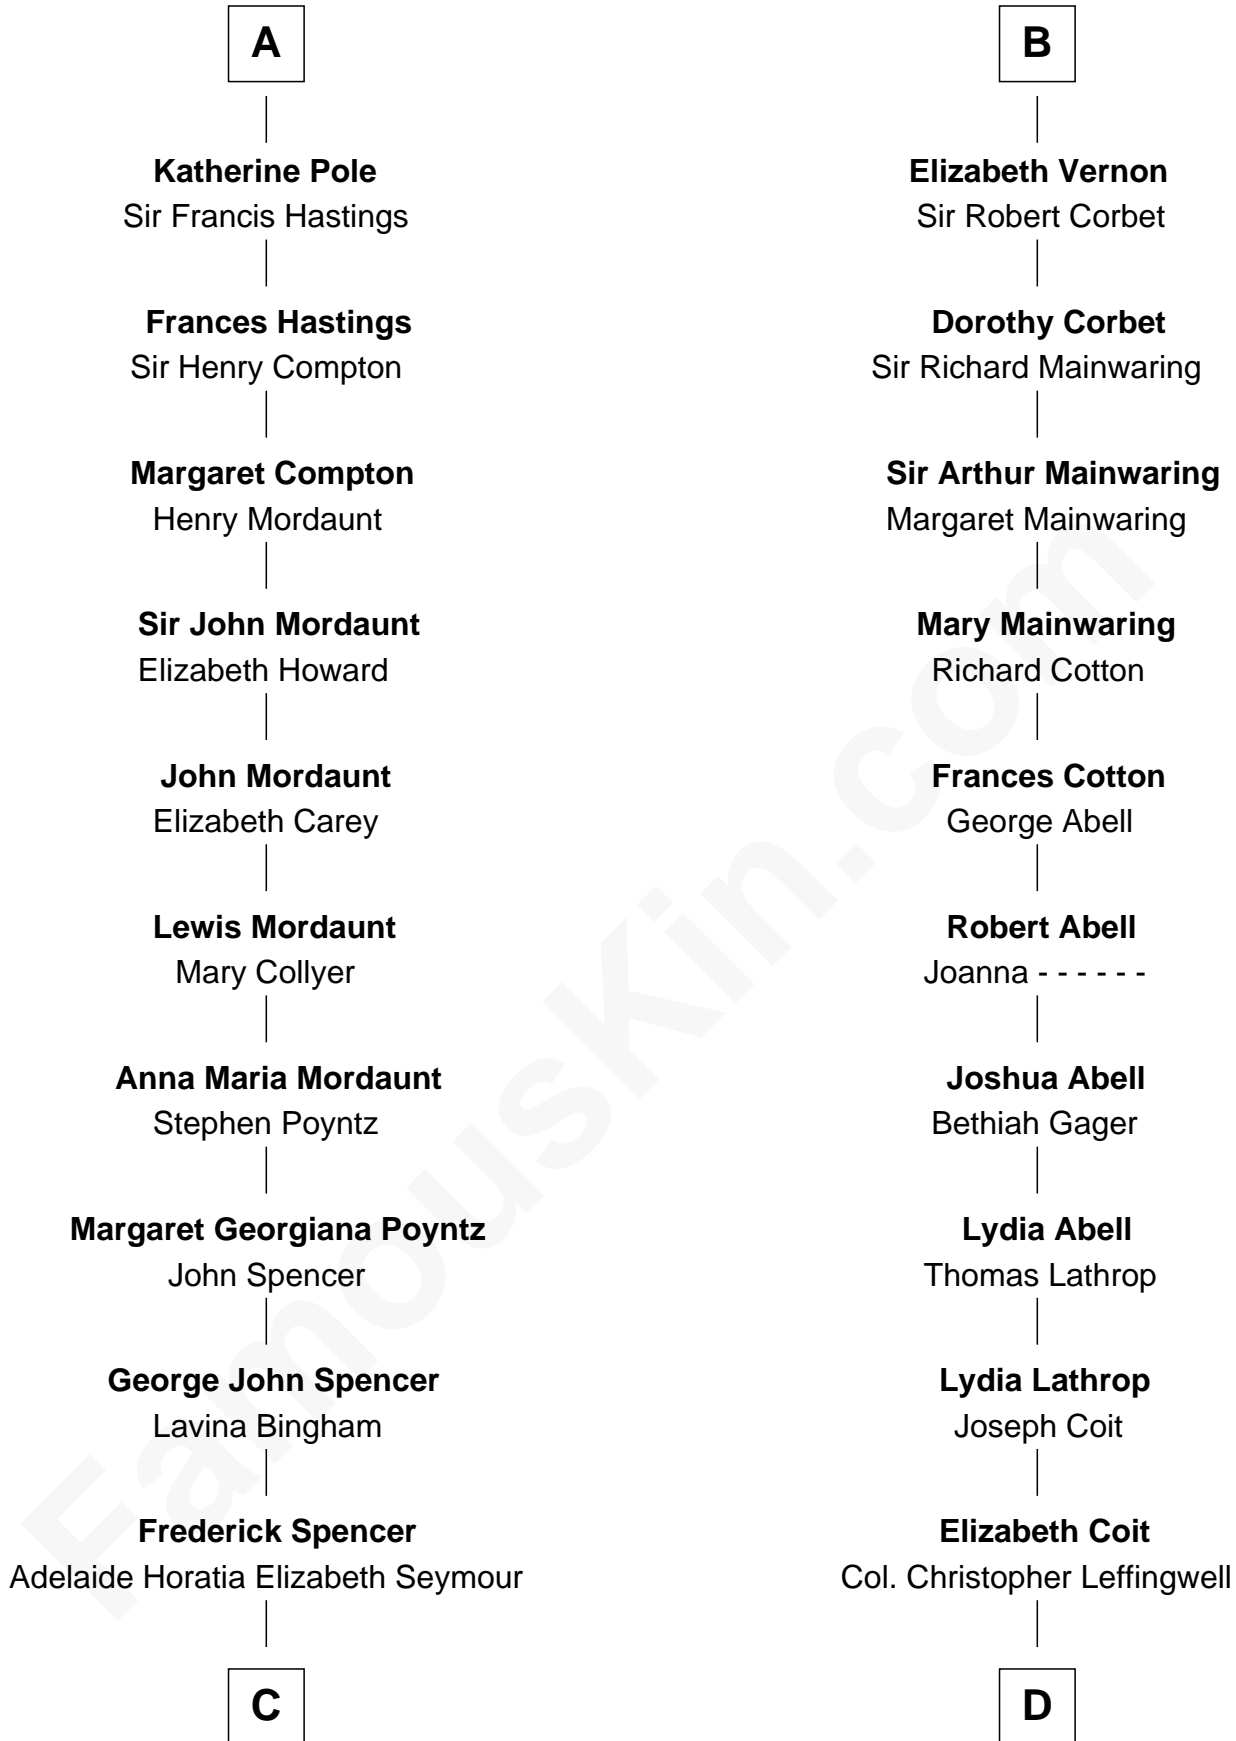 A
Katherine Pole
Sir Francis Hastings
Frances Hastings
Sir Henry Compton
Margaret Compton
Henry Mordaunt
Sir John Mordaunt
Elizabeth Howard
John Mordaunt
Elizabeth Carey
Lewis Mordaunt
Mary Collyer
Anna Maria Mordaunt
Stephen Poyntz
Margaret Georgiana Poyntz
John Spencer
George John Spencer
Lavina Bingham
Frederick Spencer
Adelaide Horatia Elizabeth Seymour
C
B
Elizabeth Vernon
Sir Robert Corbet
Dorothy Corbet
Sir Richard Mainwaring
Sir Arthur Mainwaring
Margaret Mainwaring
Mary Mainwaring
Richard Cotton
Frances Cotton
George Abell
Robert Abell
Joanna - - - - - -
Joshua Abell
Bethiah Gager
Lydia Abell
Thomas Lathrop
Lydia Lathrop
Joseph Coit
Elizabeth Coit
Col. Christopher Leffingwell
D
FamousKin.com